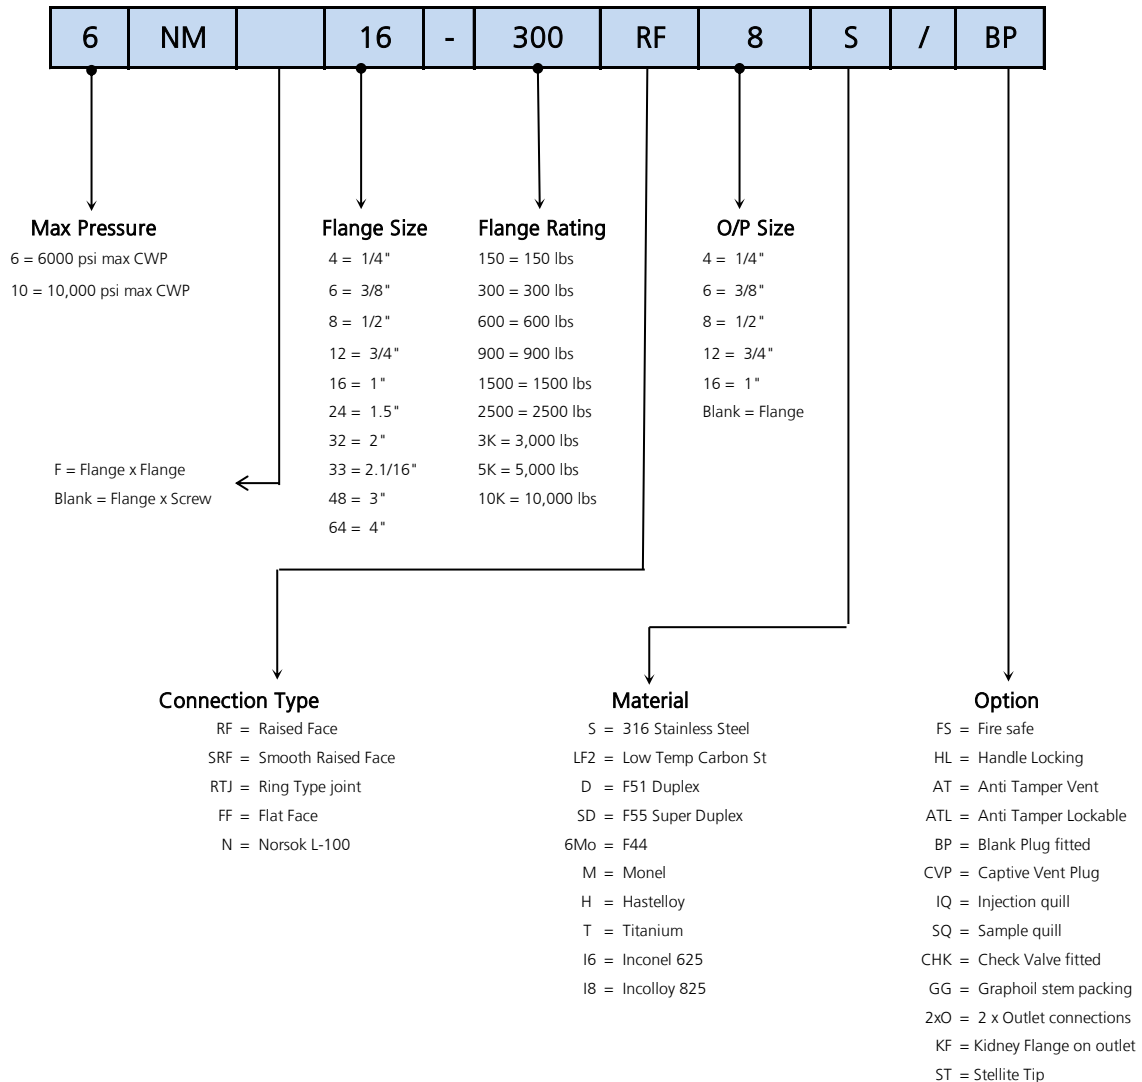 6 NM 16 - 300 RF 8 S / BP
Max Pressure
6 = 6000 psi max CWP
10 = 10,000 psi max CWP
F = Flange x Flange
Blank = Flange x Screw
Flange Size
4 = 1/4"
6 = 3/8"
8 = 1/2"
12 = 3/4"
16 = 1"
24 = 1.5"
32 = 2"
33 = 2.1/16"
48 = 3"
64 = 4"
Flange Rating
150 = 150 lbs
300 = 300 lbs
600 = 600 lbs
900 = 900 lbs
1500 = 1500 lbs
2500 = 2500 lbs
3K = 3,000 lbs
5K = 5,000 lbs
10K = 10,000 lbs
O/P Size
4 = 1/4"
6 = 3/8"
8 = 1/2"
12 = 3/4"
16 = 1"
Blank = Flange
Connection Type
RF = Raised Face
SRF = Smooth Raised Face
RTJ = Ring Type joint
FF = Flat Face
N = Norsok L-100
Material
S = 316 Stainless Steel
LF2 = Low Temp Carbon St
D = F51 Duplex
SD = F55 Super Duplex
6Mo = F44
M = Monel
H = Hastelloy
T = Titanium
I6 = Inconel 625
I8 = Incolloy 825
Option
FS = Fire safe
HL = Handle Locking
AT = Anti Tamper Vent
ATL = Anti Tamper Lockable
BP = Blank Plug fitted
CVP = Captive Vent Plug
IQ = Injection quill
SQ = Sample quill
CHK = Check Valve fitted
GG = Graphoil stem packing
2xO = 2 x Outlet connections
KF = Kidney Flange on outlet
ST = Stellite Tip